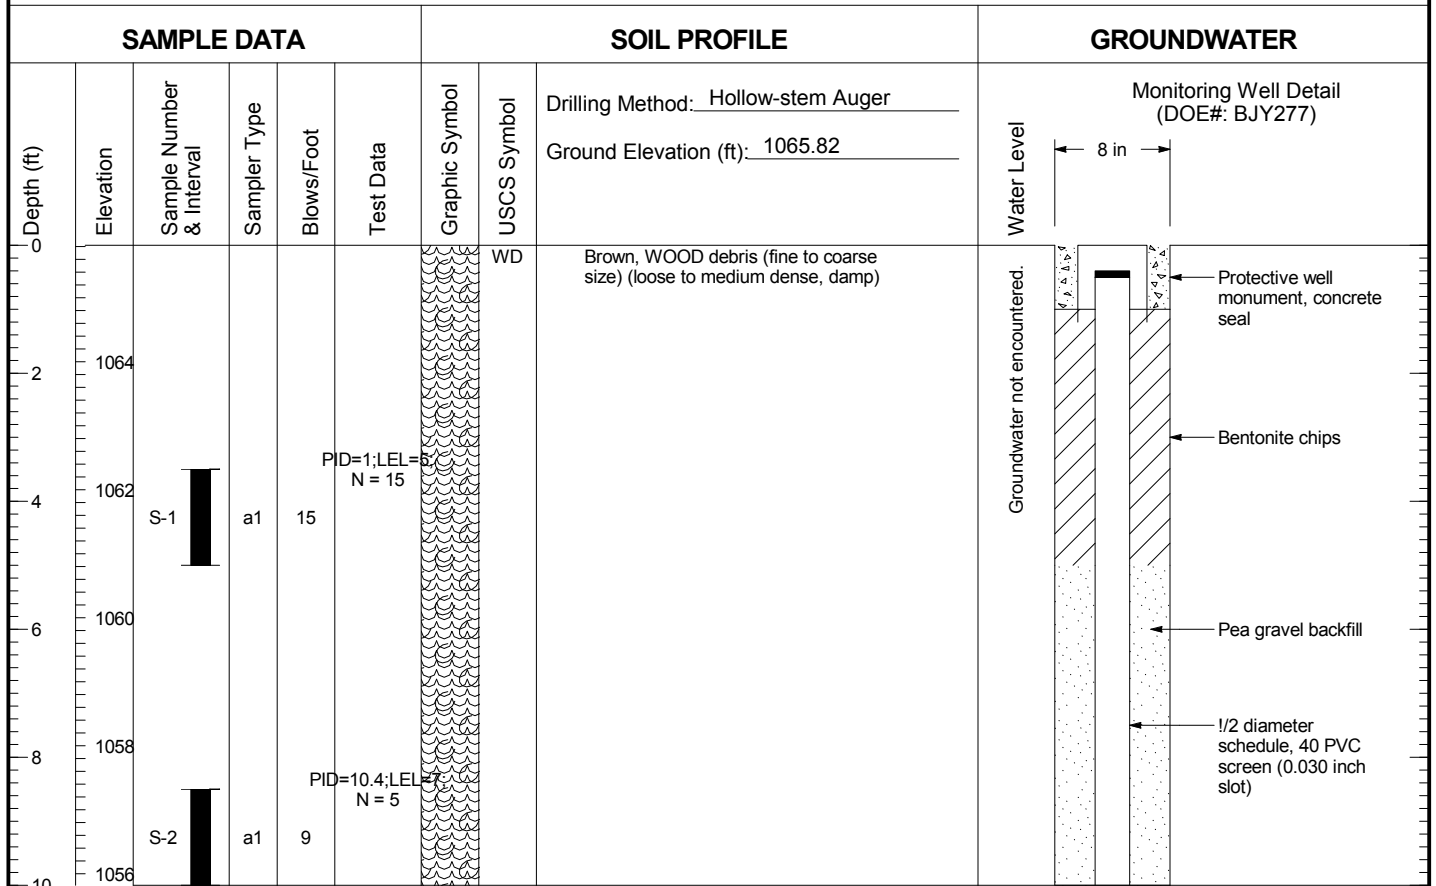 SAMPLE DATA
SOIL PROFILE
GROUNDWATER
Depth (ft)
Elevation
Sample Number
& Interval
Sampler Type
Blows/Foot
Test Data
Graphic Symbol
USCS Symbol
Drilling Method: Hollow-stem Auger
Ground Elevation (ft): 1065.82
Water Level
Monitoring Well Detail
(DOE#: BJY277)
8 in
0
WD
Brown, WOOD debris (fine to coarse
size) (loose to medium dense, damp)
Groundwater not encountered.
Protective well
monument, concrete
seal
1064
2
Bentonite chips
PID=1;LEL=5;
N = 15
1062
4
S-1
a1
15
1060
6
Pea gravel backfill
!/2 diameter
schedule, 40 PVC
screen (0.030 inch
slot)
1058
8
PID=10.4;LEL=7;
N = 5
S-2
a1
9
1056
10